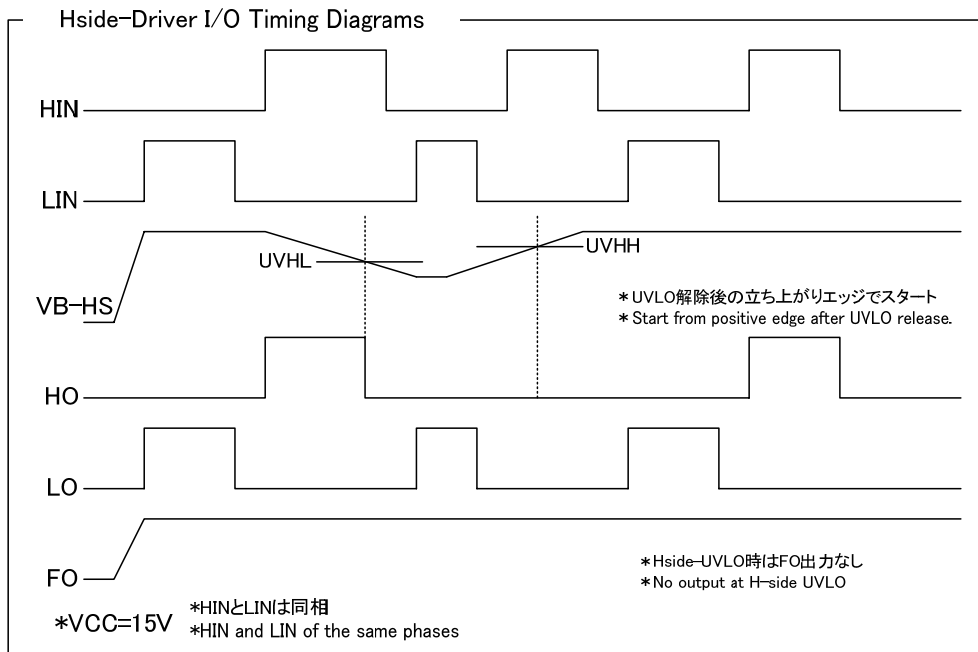 Hside-Driver I/O Timing Diagrams
HIN
LIN
UVHL
UVHH
VB-HS
*UVLO解除後の立ち上がりエッジでスタート
*Start from positive edge after UVLO release.
HO
LO
FO
*Hside-UVLO時はFO出力なし
*No output at H-side UVLO
*VCC=15V
*HINとLINは同相
*HIN and LIN of the same phases